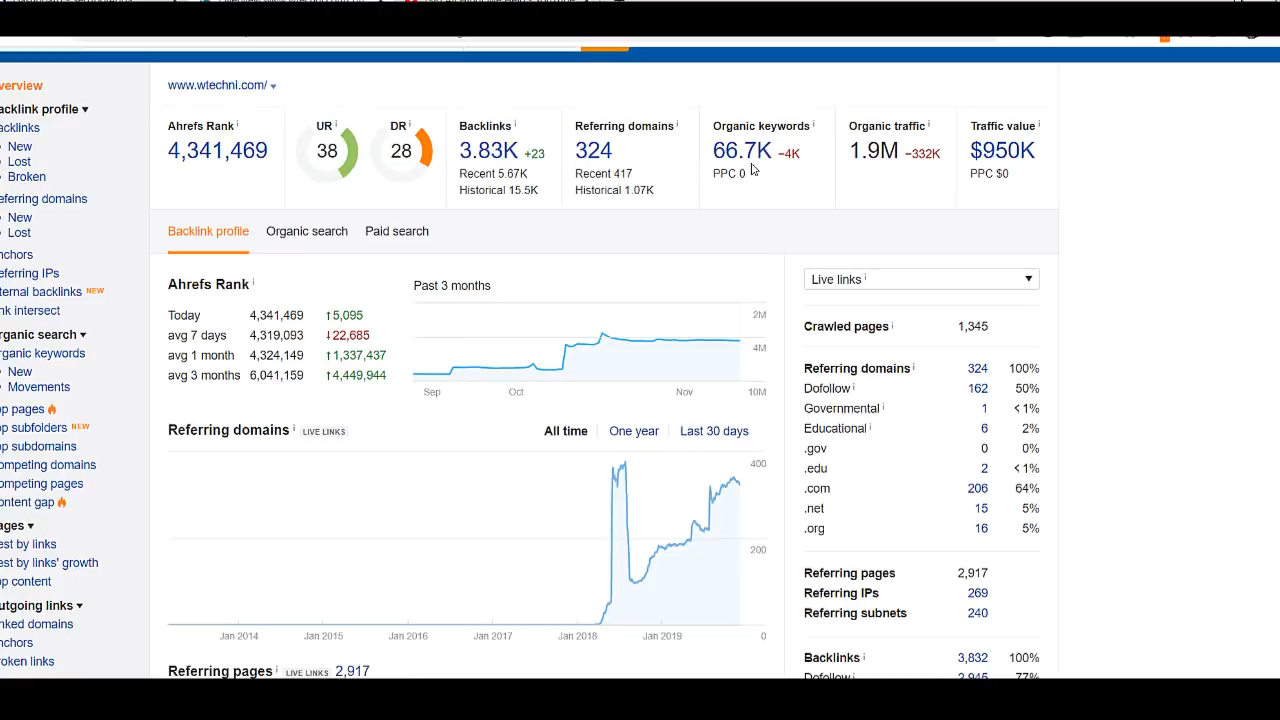 verview
www.wtechni.com/
acklink profile
acklinks
New
Lost
Broken
eferring domains
New
Lost
nchors
eferring IPs
ternal backlinks NEW
nk intersect
rganic search
rganic keywords
New
Movements
op pages
op subfolders NEW
op subdomains
ompeting domains
ompeting pages
ontent gap
ages
est by links
est by links' growth
op content
utgoing links
nked domains
nchors
roken links
Ahrefs Rank
4,341,469
UR
38
DR
28
Backlinks
3.83K +23
Recent 5.67K
Historical 15.5K
Referring domains
324
Recent 417
Historical 1.07K
Organic keywords
66.7K −4K
PPC 0
Organic traffic
1.9M −332K
Traffic value
$950K
PPC $0
Backlink profile Organic search Paid search
Ahrefs Rank
Today 4,341,469 ↑5,095
avg 7 days 4,319,093 ↓22,685
avg 1 month 4,324,149 ↑1,337,437
avg 3 months 6,041,159 ↑4,449,944
Past 3 months
2M
4M
10M
Sep Oct Nov
Referring domains LIVE LINKS
All time One year Last 30 days
400
200
0
Jan 2014 Jan 2015 Jan 2016 Jan 2017 Jan 2018 Jan 2019
Referring pages LIVE LINKS 2,917
Live links
Crawled pages 1,345
Referring domains 324 100%
Dofollow 162 50%
Governmental 1 <1%
Educational 6 2%
.gov 0 0%
.edu 2 <1%
.com 206 64%
.net 15 5%
.org 16 5%
Referring pages 2,917
Referring IPs 269
Referring subnets 240
Backlinks 3,832 100%
Dofollow 2,945 77%